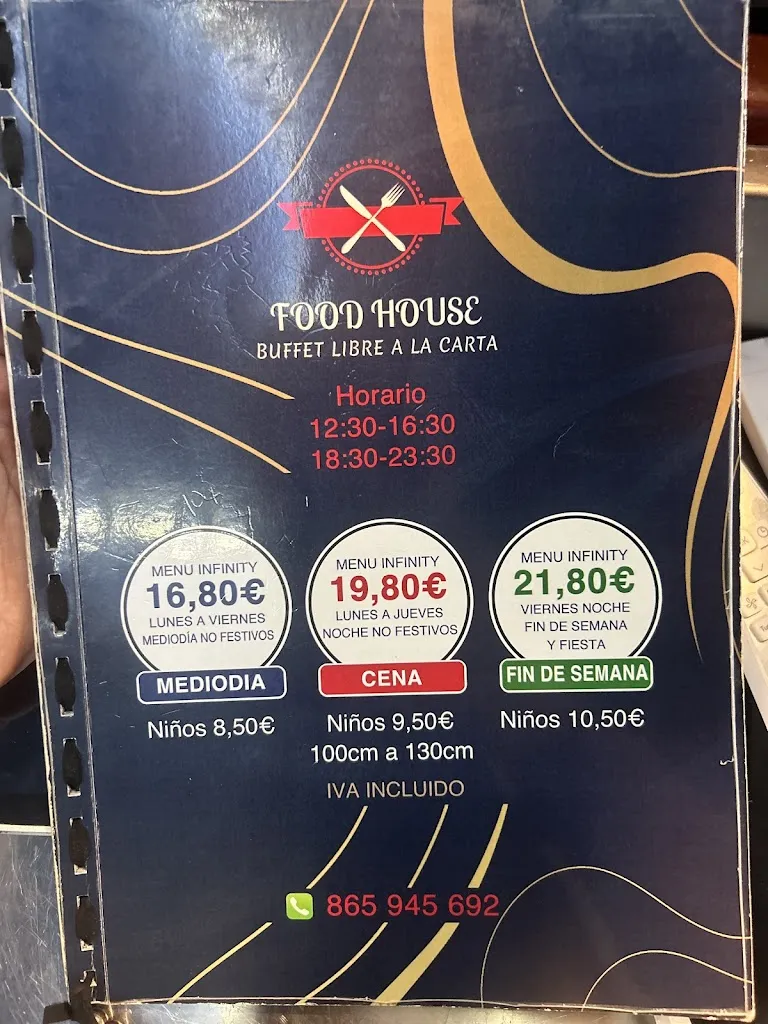 FOOD HOUSE
BUFFET LIBRE A LA CARTA
Horario
12:30-16:30
18:30-23:30
MENU INFINITY
16,80€
LUNES A VIERNES
MEDIODÍA NO FESTIVOS
MEDIODIA
Niños 8,50€
MENU INFINITY
19,80€
LUNES A JUEVES
NOCHE NO FESTIVOS
CENA
Niños 9,50€
100cm a 130cm
MENU INFINITY
21,80€
VIERNES NOCHE
FIN DE SEMANA
Y FIESTA
FIN DE SEMANA
Niños 10,50€
IVA INCLUIDO
865 945 692